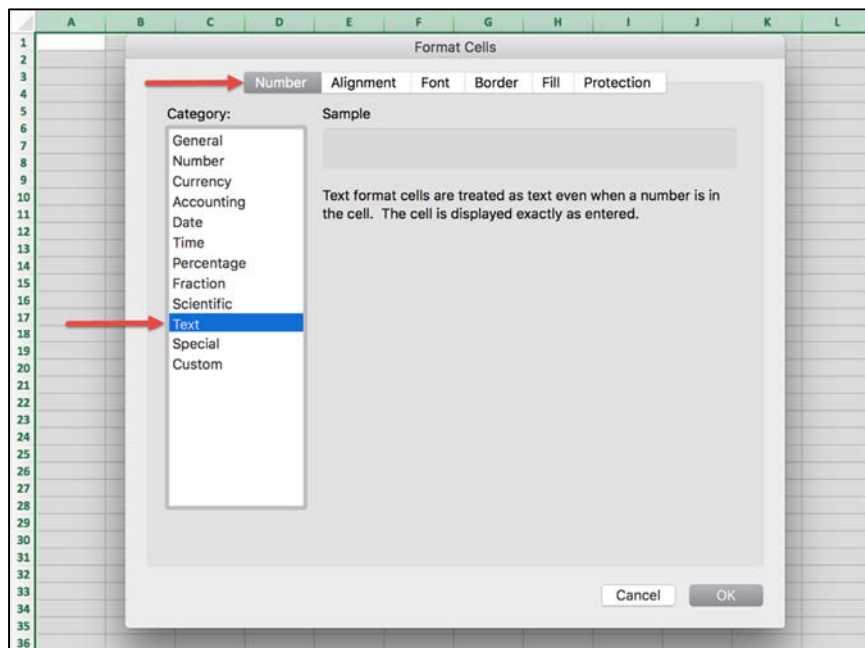 A B C D E F G H I J K L
1
2
3
4
5
6
7
8
9
10
11
12
13
14
15
16
17
18
19
20
21
22
23
24
25
26
27
28
29
30
31
32
33
34
35
36
Format Cells
Number Alignment Font Border Fill Protection
Category:
General
Number
Currency
Accounting
Date
Time
Percentage
Fraction
Scientific
Text
Special
Custom
Sample
Text format cells are treated as text even when a number is in
the cell. The cell is displayed exactly as entered.
Cancel OK